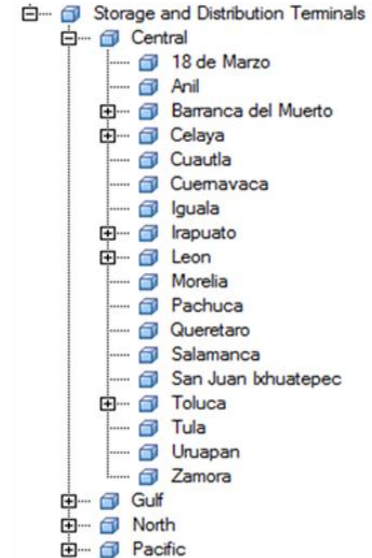 Storage and Distribution Terminals
Central
18 de Marzo
Anil
Barranca del Muerto
Celaya
Cuautla
Cuernavaca
Iguala
Irapuato
Leon
Morelia
Pachuca
Queretaro
Salamanca
San Juan Ixhuatepec
Toluca
Tula
Uruapan
Zamora
Gulf
North
Pacific